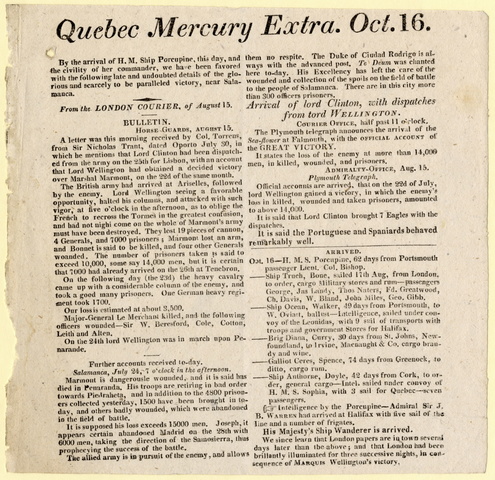 Quebec Mercury Extra. Oct. 16.
By the arrival of H. M. Ship Porcupine, this day, and
the civility of her commander, we have been favored
with the following late and undoubted details of the glo-
rious and scarcely to be paralleled victory, near Sala-
manca.
From the LONDON COURIER, of August 15.
BULLETIN.
HORSE-GUARDS, AUGUST 15.
A letter was this morning received by Col. Torrens,
from Sir Nicholas Trant, dated Oporto July 30, in
which he mentions that Lord Clinton had been dispatch-
ed from the army on the 25th for Lisbon, with an account
that Lord Wellington had obtained a decided victory
over Marshal Marmont, on the 22d of the same month.
The British army had arrived at Ariselles, followed
by the enemy. Lord Wellington seeing a favorable
opportunity, halted his columns, and attacked with such
vigor, at five o'clock in the afternoon, as to oblige the
French to recross the Tormes in the greatest confusion,
and had not night come on the whole of Marmont's army
must have been destroyed. They lost 19 pieces of cannon,
4 Generals, and 7000 prisoners; Marmont lost an arm,
and Bonnet is said to be killed, and four other Generals
wounded. The number of prisoners taken is said to
exceed 10,000, some say 14,000 men, but it is certain
that 7000 had already arrived on the 26th at Tenebron.
On the following day (the 23d) the heavy cavalry
came up with a considerable column of the enemy, and
took a good many prisoners. One German heavy regi-
ment took 1700.
Our loss is estimated at about 3,500.
Major-General Le Merchant killed, and the following
officers wounded—Sir W. Beresford, Cole, Cotton,
Leith and Allen.
On the 24th lord Wellington was in march upon Pe-
narande.
Further accounts received to-day.
Salamanca, July 24, 7 o'clock in the afternoon.
Marmont is dangerously wounded, and it is said has
died in Penaranda. His troops are retiring in bad order
towards Piedraheta, and in addition to the 4800 prison-
ers collected yesterday, 1500 have been brought in to-
day, and others badly wounded, which were abandoned
in the field of battle.
It is supposed his loss exceeds 15000 men. Joseph, it
appears certain abandoned Madrid on the 28th with
6000 men, taking the direction of the Samosierra, thus
prophecying the success of the battle.
The allied army is in pursuit of the enemy, and allows
them no respite. The Duke of Ciudad Rodrigo is al-
ways with the advanced post. Te Deum was chanted
here to-day. His Excellency has left the care of the
wounded and collection of the spoils on the field of battle
to the people of Salamanca. There are in this city more
than 300 officers prisoners.
Arrival of lord Clinton, with dispatches
from lord WELLINGTON.
COURIER OFFICE, half past 11 o'clock.
The Plymouth telegraph announces the arrival of the
Sea-flower at Falmouth, with the OFFICIAL ACCOUNT of
the GREAT VICTORY.
It states the loss of the enemy at more than 14,000
men, in killed, wounded, and prisoners.
ADMIRALTY-OFFICE, Aug. 15.
Plymouth Telegraph.
Official accounts are arrived, that on the 22d of July,
lord Wellington gained a victory, in which the enemy's
loss in killed, wounded and taken prisoners, amounted
to above 14,000.
It is said that Lord Clinton brought 7 Eagles with the
dispatches.
It is said the Portuguese and Spaniards behaved
remarkably well.
ARRIVED.
Oct. 16—H. M. S. Porcupine, 62 days from Portsmouth
passenger Lieut. Col. Bishop.
—Ship Truch, Bone, sailed 17th Aug, from London,
to order, cargo Military stores and rum—passengers
George, Jas Lands, Thos Naters, Fd. Greatwood,
Ch. Davis, W. Bland, John Miles, Geo. Gibb.
—Ship Ocean, Walker, 49 days from Portsmouth, to
W. Oviant, ballast—Intelligence, sailed under con-
voy of the Leonidas, with 9 sail of transports with
troops and government Stores for Halifax.
—Brig Diana, Curry, 39 days from St. Johns, New-
foundland, to Irvine, Macnaught & Co. cargo bran-
dy and wine.
—Galliot Ceres, Spence, 74 days from Greenock, to
ditto, cargo rum.
—Ship Anthorne, Doyle, 42 days from Cork, to or-
der, general cargo—Intel. sailed under convoy of
H. M. S. Sophia, with 3 sail for Quebec—seven
passengers.
Intelligence by the Porcupine—Admiral Sir J.
B. WARREN had arrived at Halifax with five sail of the
line and a number of frigates.
His Majesty's Ship Wanderer is arrived.
We since learn that London papers are in town several
days later than the above; and that London had been
brilliantly illuminated for three successive nights, in con-
sequence of MARQUIS Wellington's victory.